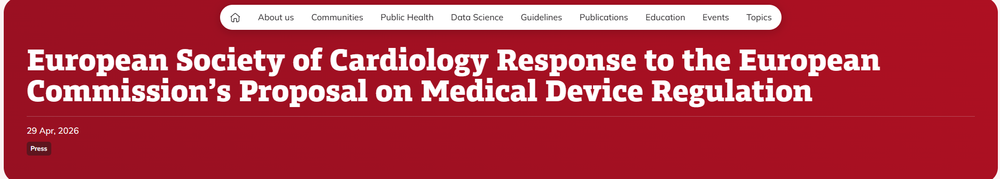 About us Communities Public Health Data Science Guidelines Publications Education Events Topics
European Society of Cardiology Response to the European
Commission’s Proposal on Medical Device Regulation
29 Apr, 2026
Press